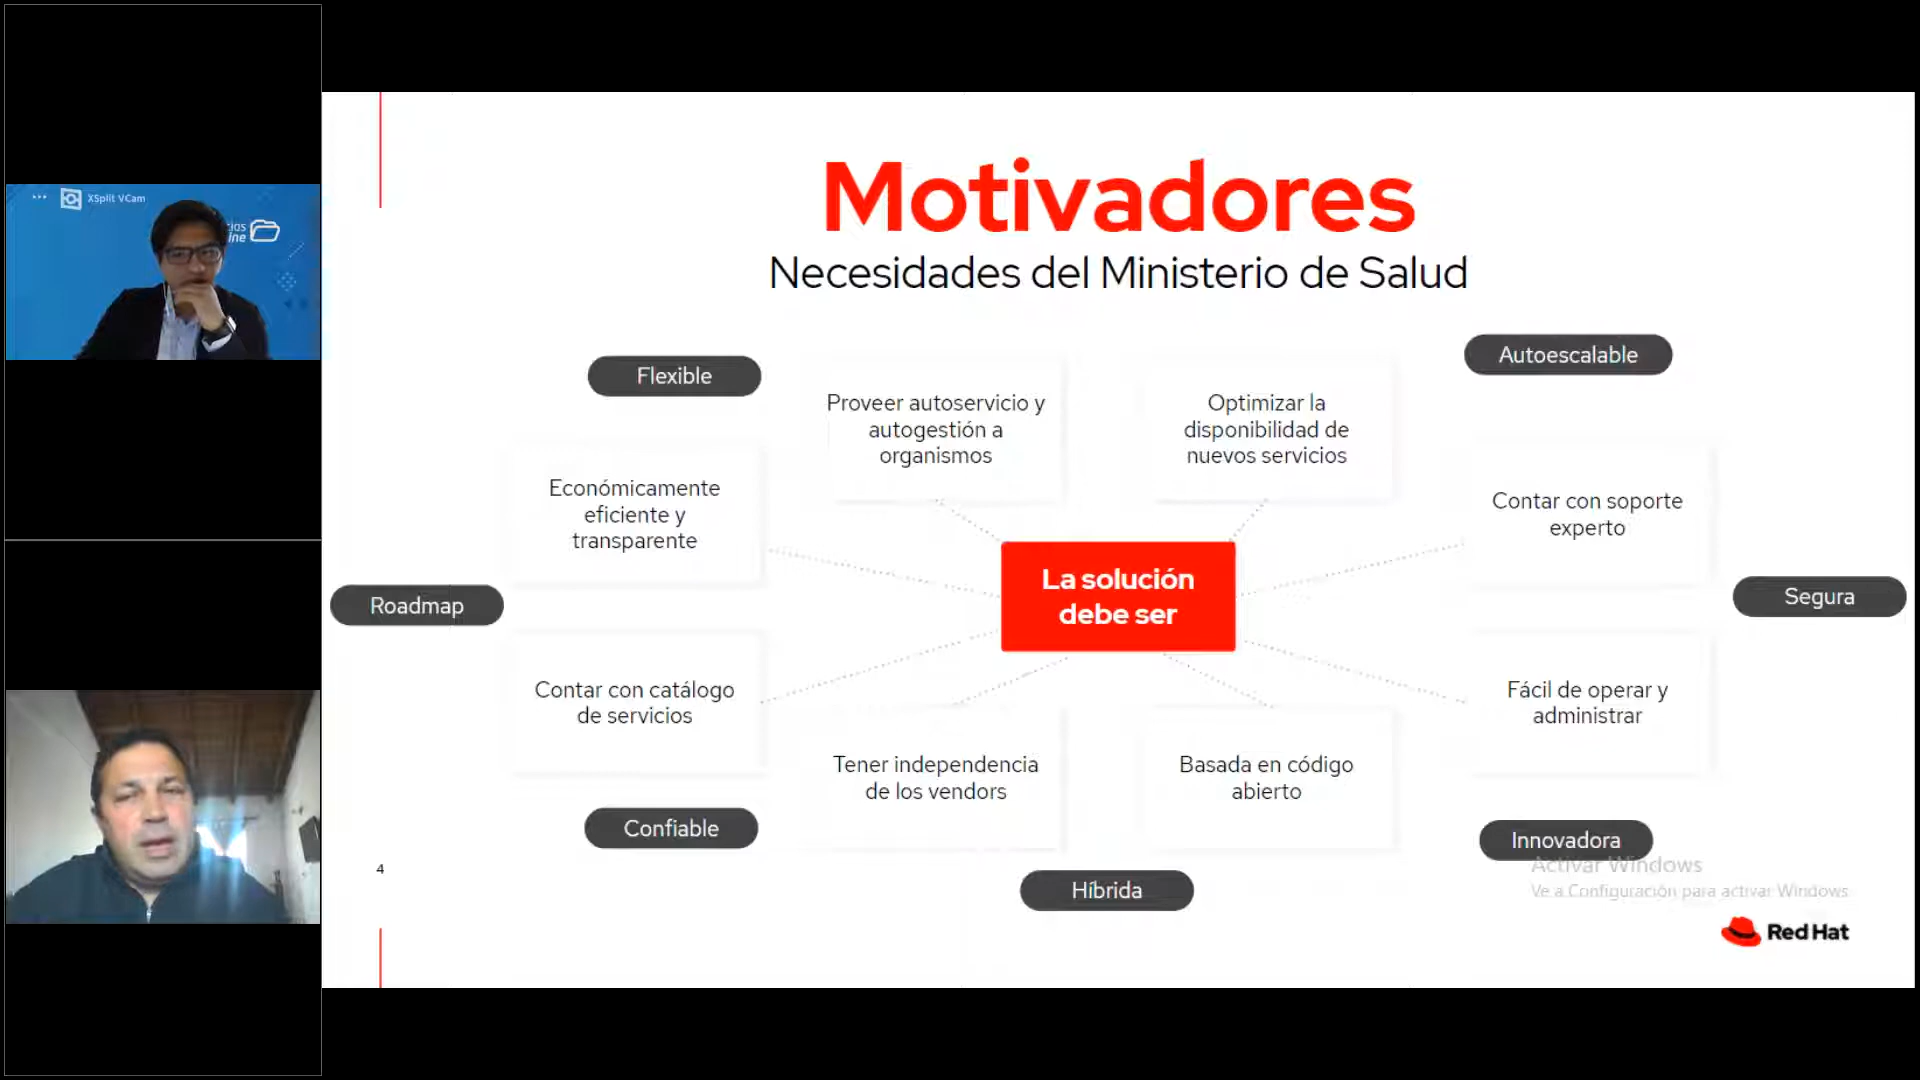 XSplit VCam
ine
Motivadores
Necesidades del Ministerio de Salud
Flexible
Autoescalable
Proveer autoservicio y
autogestión a
organismos
Optimizar la
disponibilidad de
nuevos servicios
Económicamente
eficiente y
transparente
Contar con soporte
experto
La solución
debe ser
Roadmap
Segura
Contar con catálogo
de servicios
Fácil de operar y
administrar
Tener independencia
de los vendors
Basada en código
abierto
Confiable
Innovadora
Híbrida
4
Activar Windows
Ve a Configuración para activar Windows.
Red Hat